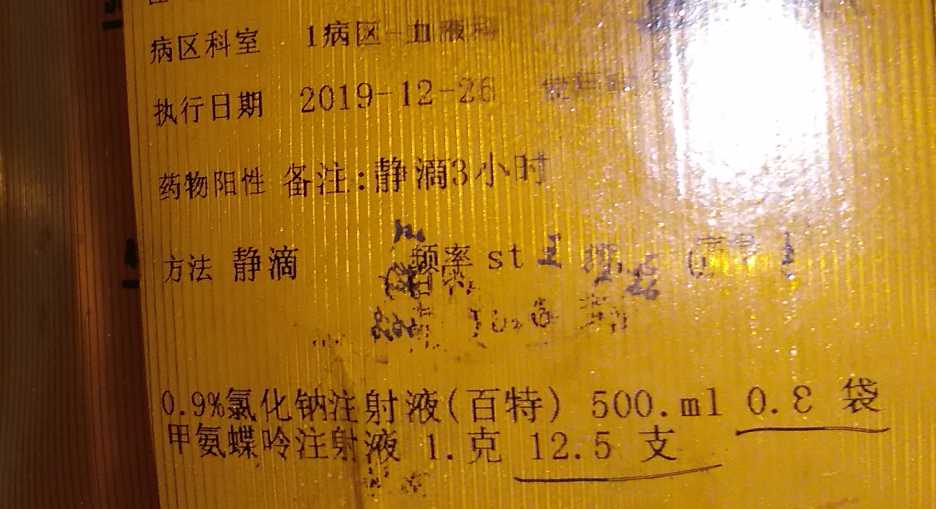 病区科室 1病区-血液科
执行日期 2019-12-26
药物阳性 备注:静滴3小时
方法 静滴 频率 st
0.9%氯化钠注射液(百特) 500.ml 0.8 袋
甲氨蝶呤注射液 1.克 12.5 支